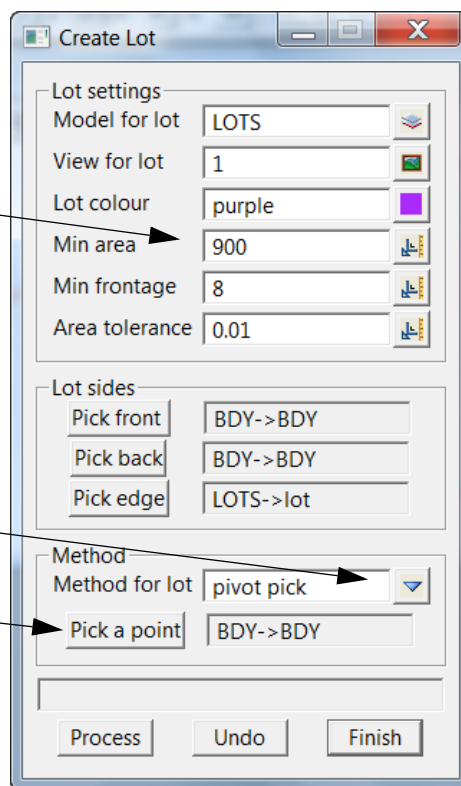 Create Lot
Lot settings
Model for lot LOTS
View for lot 1
Lot colour purple
Min area 900
Min frontage 8
Area tolerance 0.01
Lot sides
Pick front BDY->BDY
Pick back BDY->BDY
Pick edge LOTS->lot
Method
Method for lot pivot pick
Pick a point BDY->BDY
Process Undo Finish